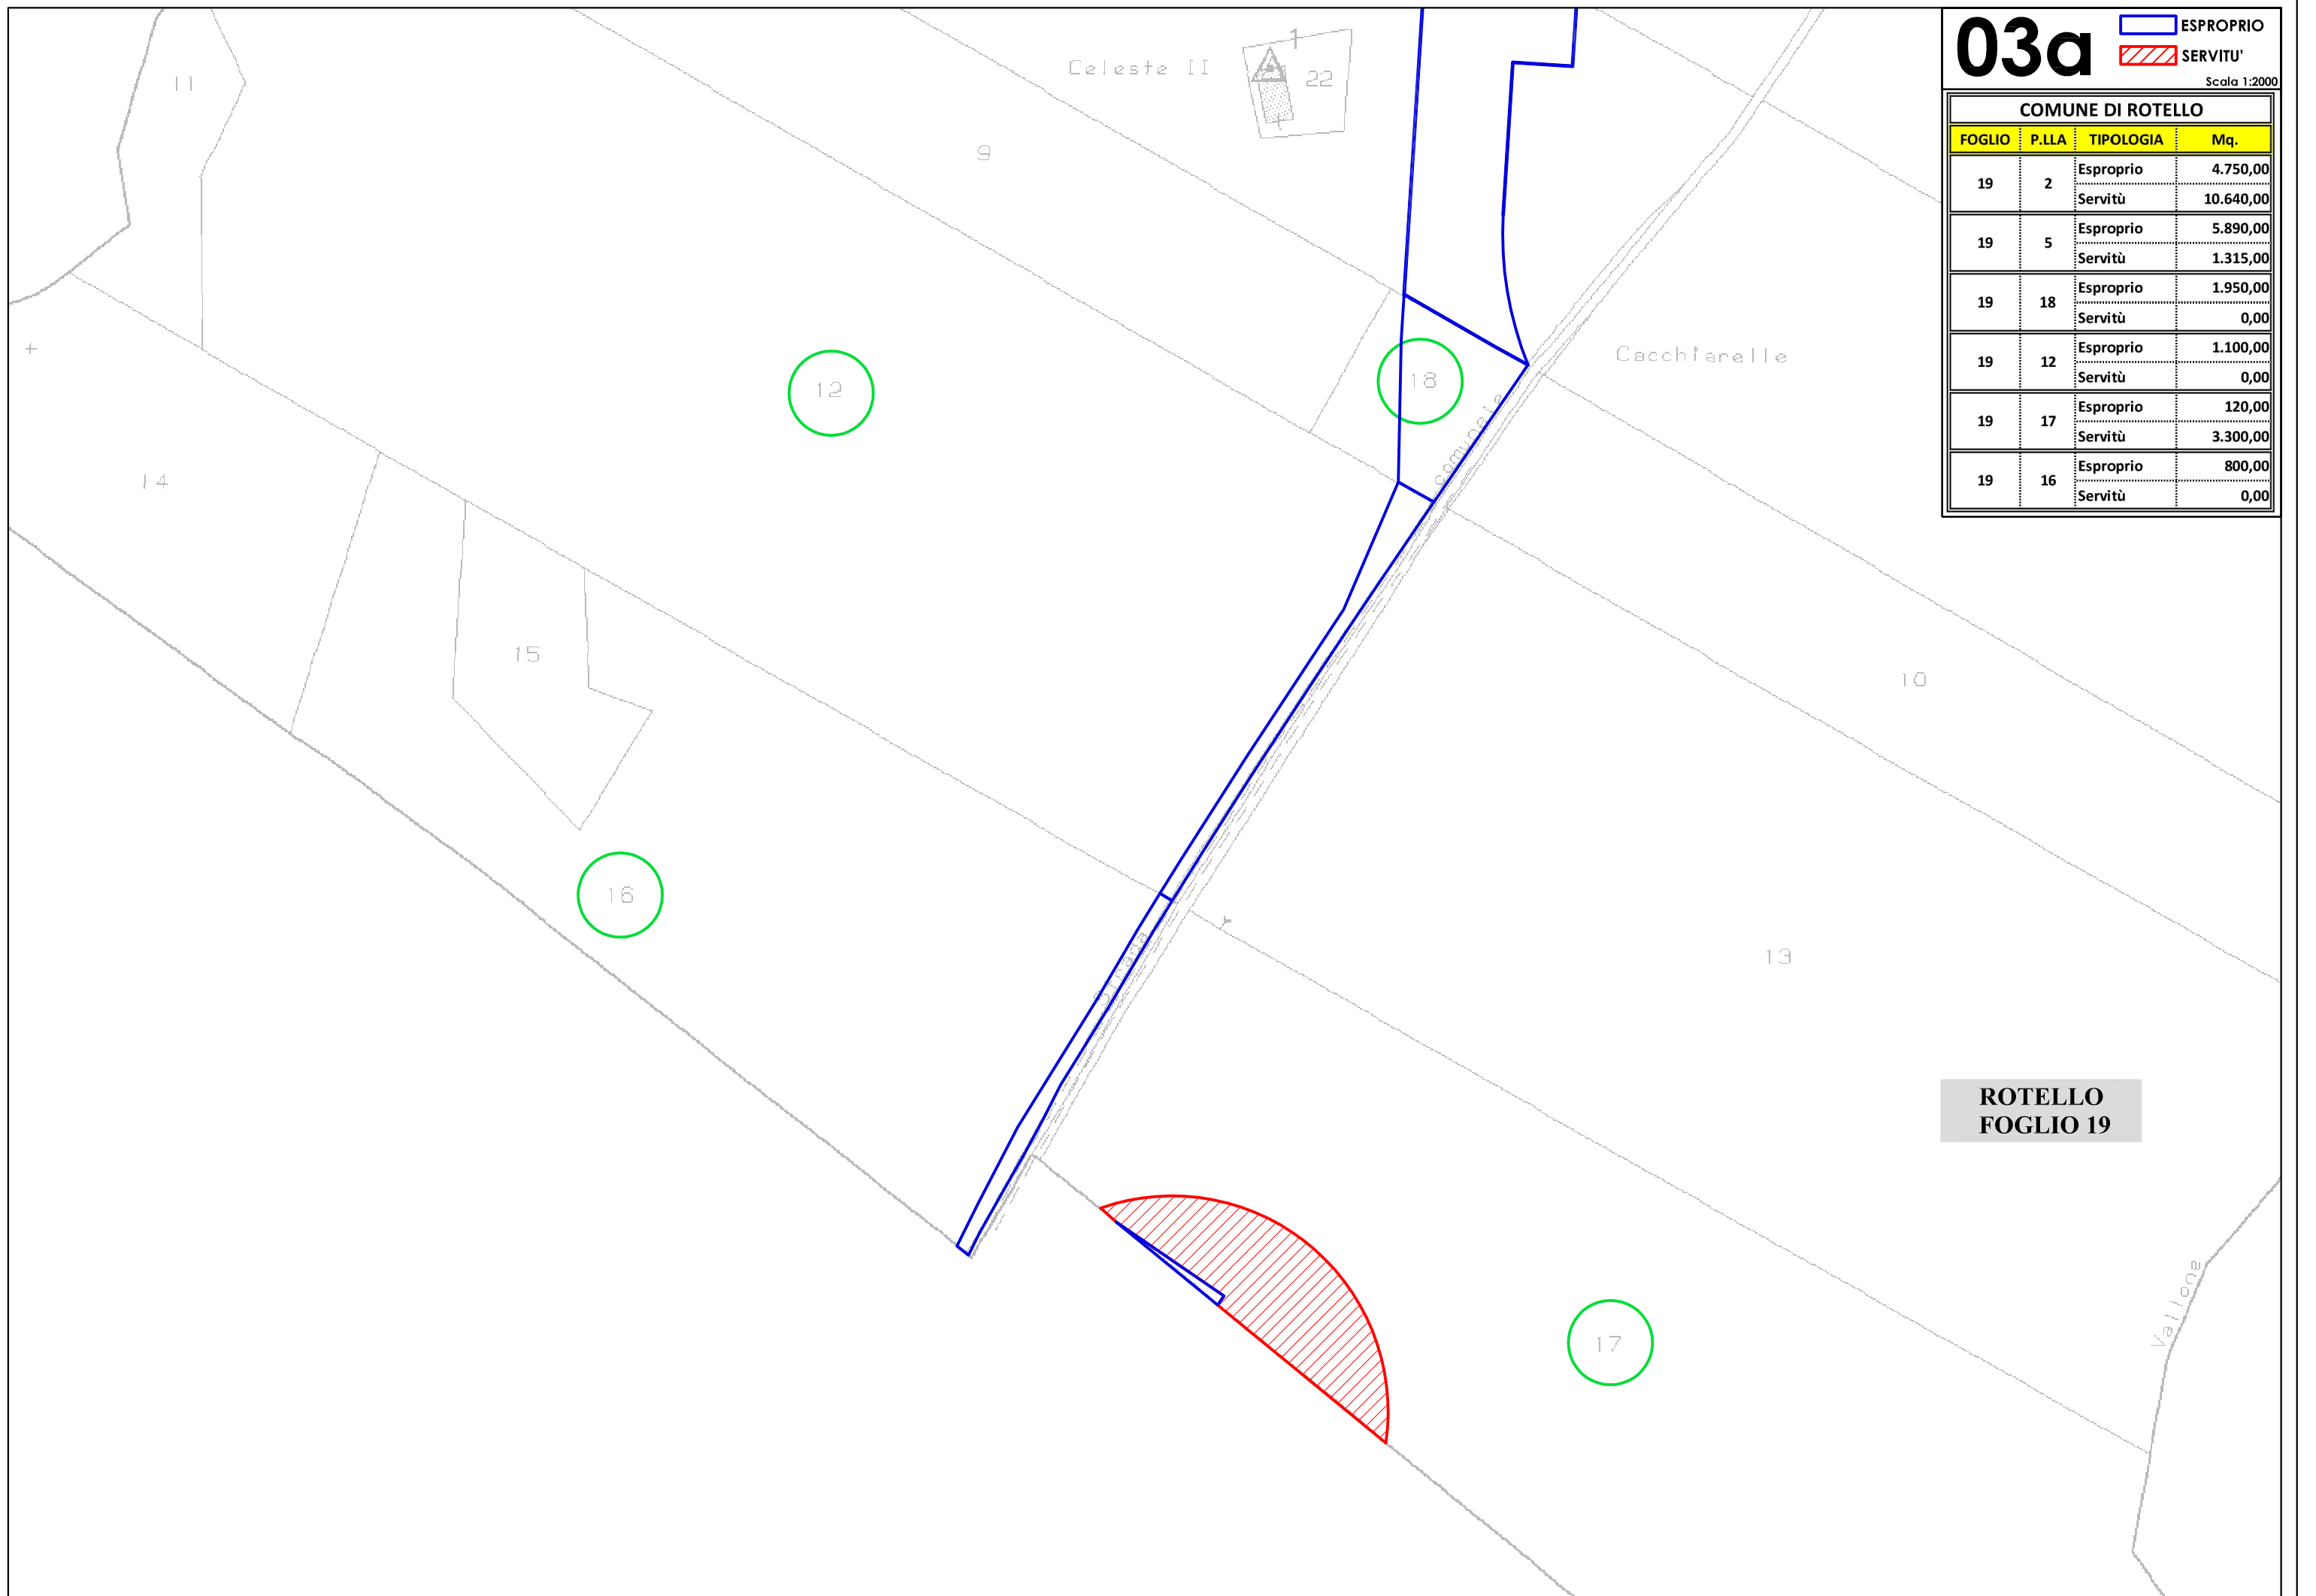 03a
ESPROPRIO
SERVITU'
Scala 1:2000
COMUNE DI ROTELLO
FOGLIO P.LLA TIPOLOGIA Mq.
19 2 Esproprio 4.750,00
Servitù 10.640,00
19 5 Esproprio 5.890,00
Servitù 1.315,00
19 18 Esproprio 1.950,00
Servitù 0,00
19 12 Esproprio 1.100,00
Servitù 0,00
19 17 Esproprio 120,00
Servitù 3.300,00
19 16 Esproprio 800,00
Servitù 0,00
11
Celeste II
1
22
9
12
18
Cacchiarelle
comunale
14
15
10
16
13
ROTELLO
FOGLIO 19
17
Vallone